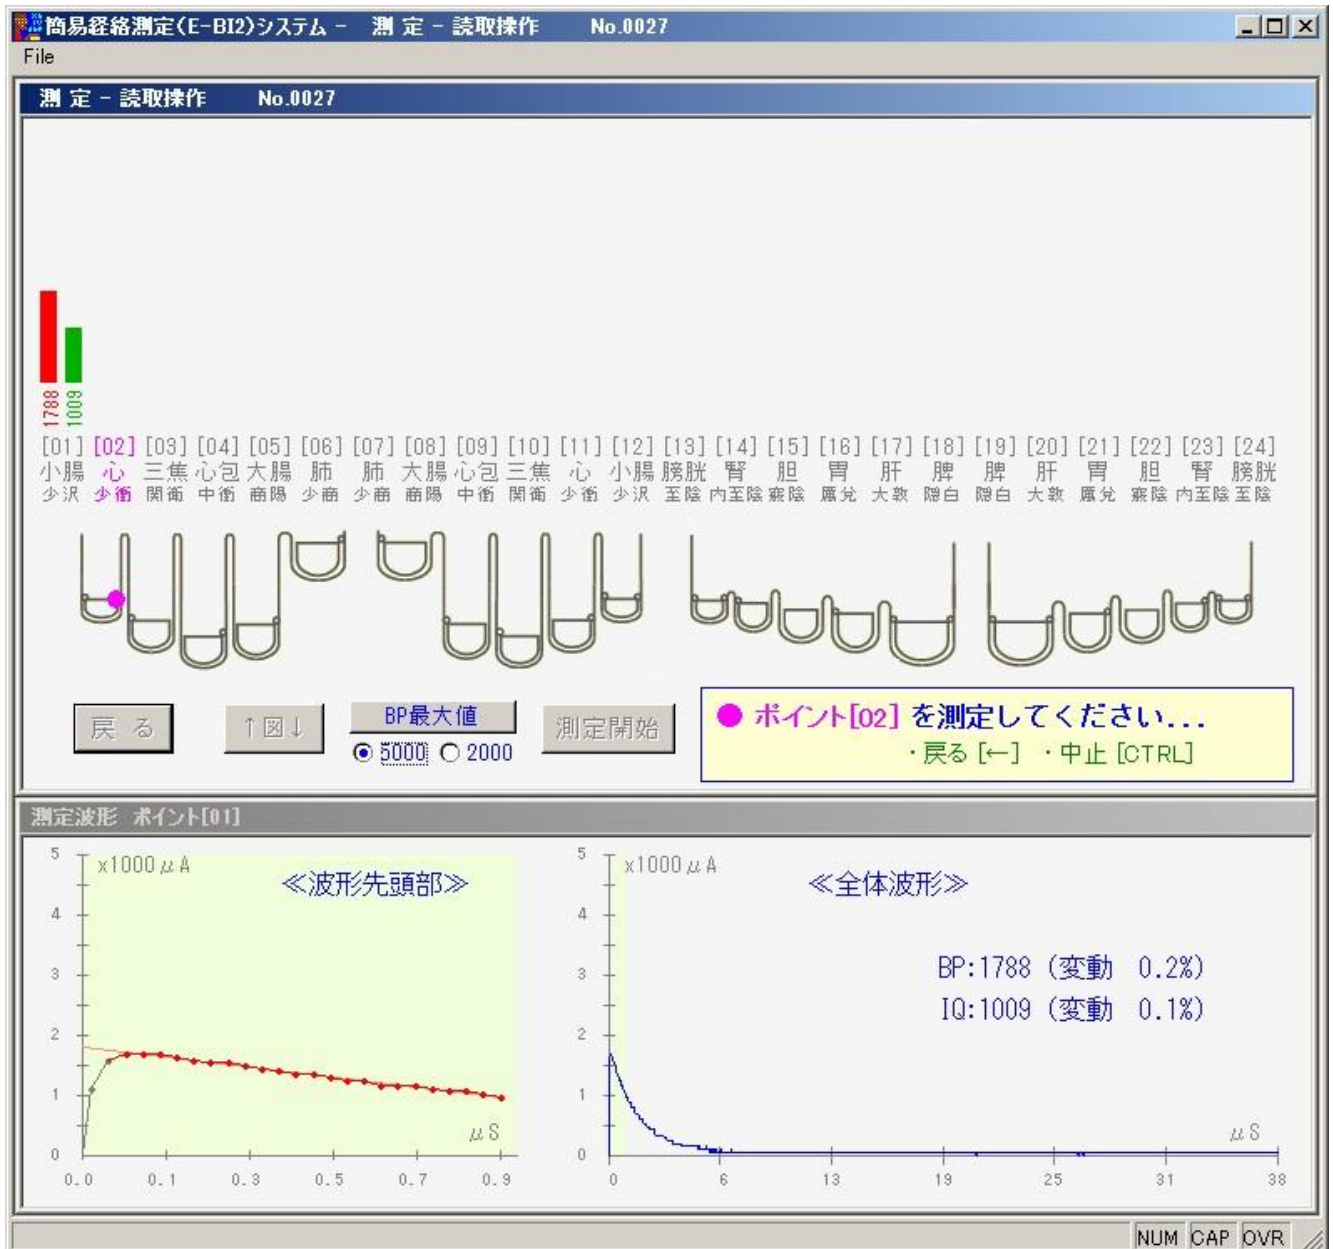 簡易経絡測定(E-BI2)システム - 測 定 - 読取操作 No.0027
File
測 定 - 読取操作 No.0027
1788
1009
[01] [02] [03] [04] [05] [06] [07] [08] [09] [10] [11] [12] [13] [14] [15] [16] [17] [18] [19] [20] [21] [22] [23] [24]
小腸 心 三焦 心包 大腸 肺 肺 大腸 心包 三焦 心 小腸 膀胱 腎 胆 胃 肝 脾 脾 肝 胃 胆 腎 膀胱
少沢 少衝 関衝 中衝 商陽 少商 少商 商陽 中衝 関衝 少衝 少沢 至陰 内至陰 竅陰 厲兌 大敦 隠白 隠白 大敦 厲兌 竅陰 内至陰 至陰
戻 る
↑図↓
BP最大値
5000 2000
測定開始
● ポイント[02] を測定してください...
・戻る [←] ・中止 [CTRL]
測定波形 ポイント[01]
x1000μA
≪波形先頭部≫
5
4
3
2
1
0
μS
0.0 0.1 0.3 0.5 0.7 0.9
x1000μA
≪全体波形≫
BP:1788 (変動 0.2%)
IQ:1009 (変動 0.1%)
5
4
3
2
1
0
μS
0 6 13 19 25 31 38
NUM CAP OVR